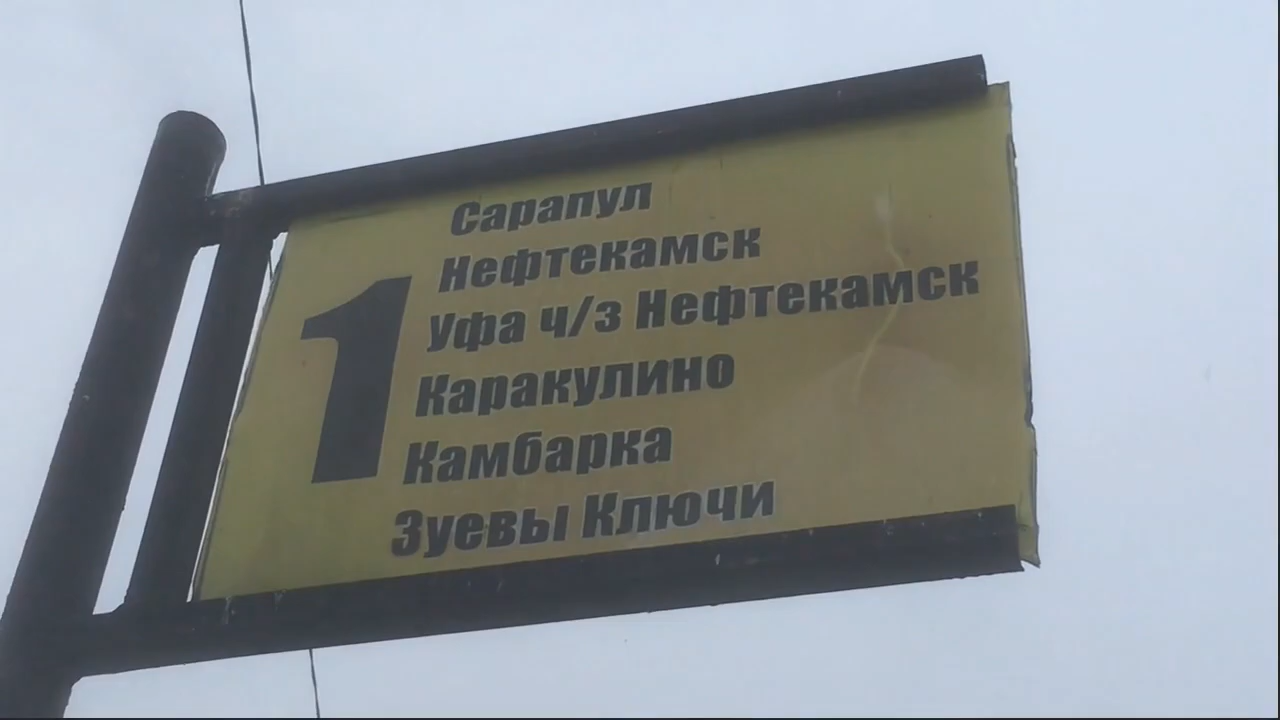 1
Сарапул
Нефтекамск
Уфа ч/з Нефтекамск
Каракулино
Камбарка
Зуевы Ключи